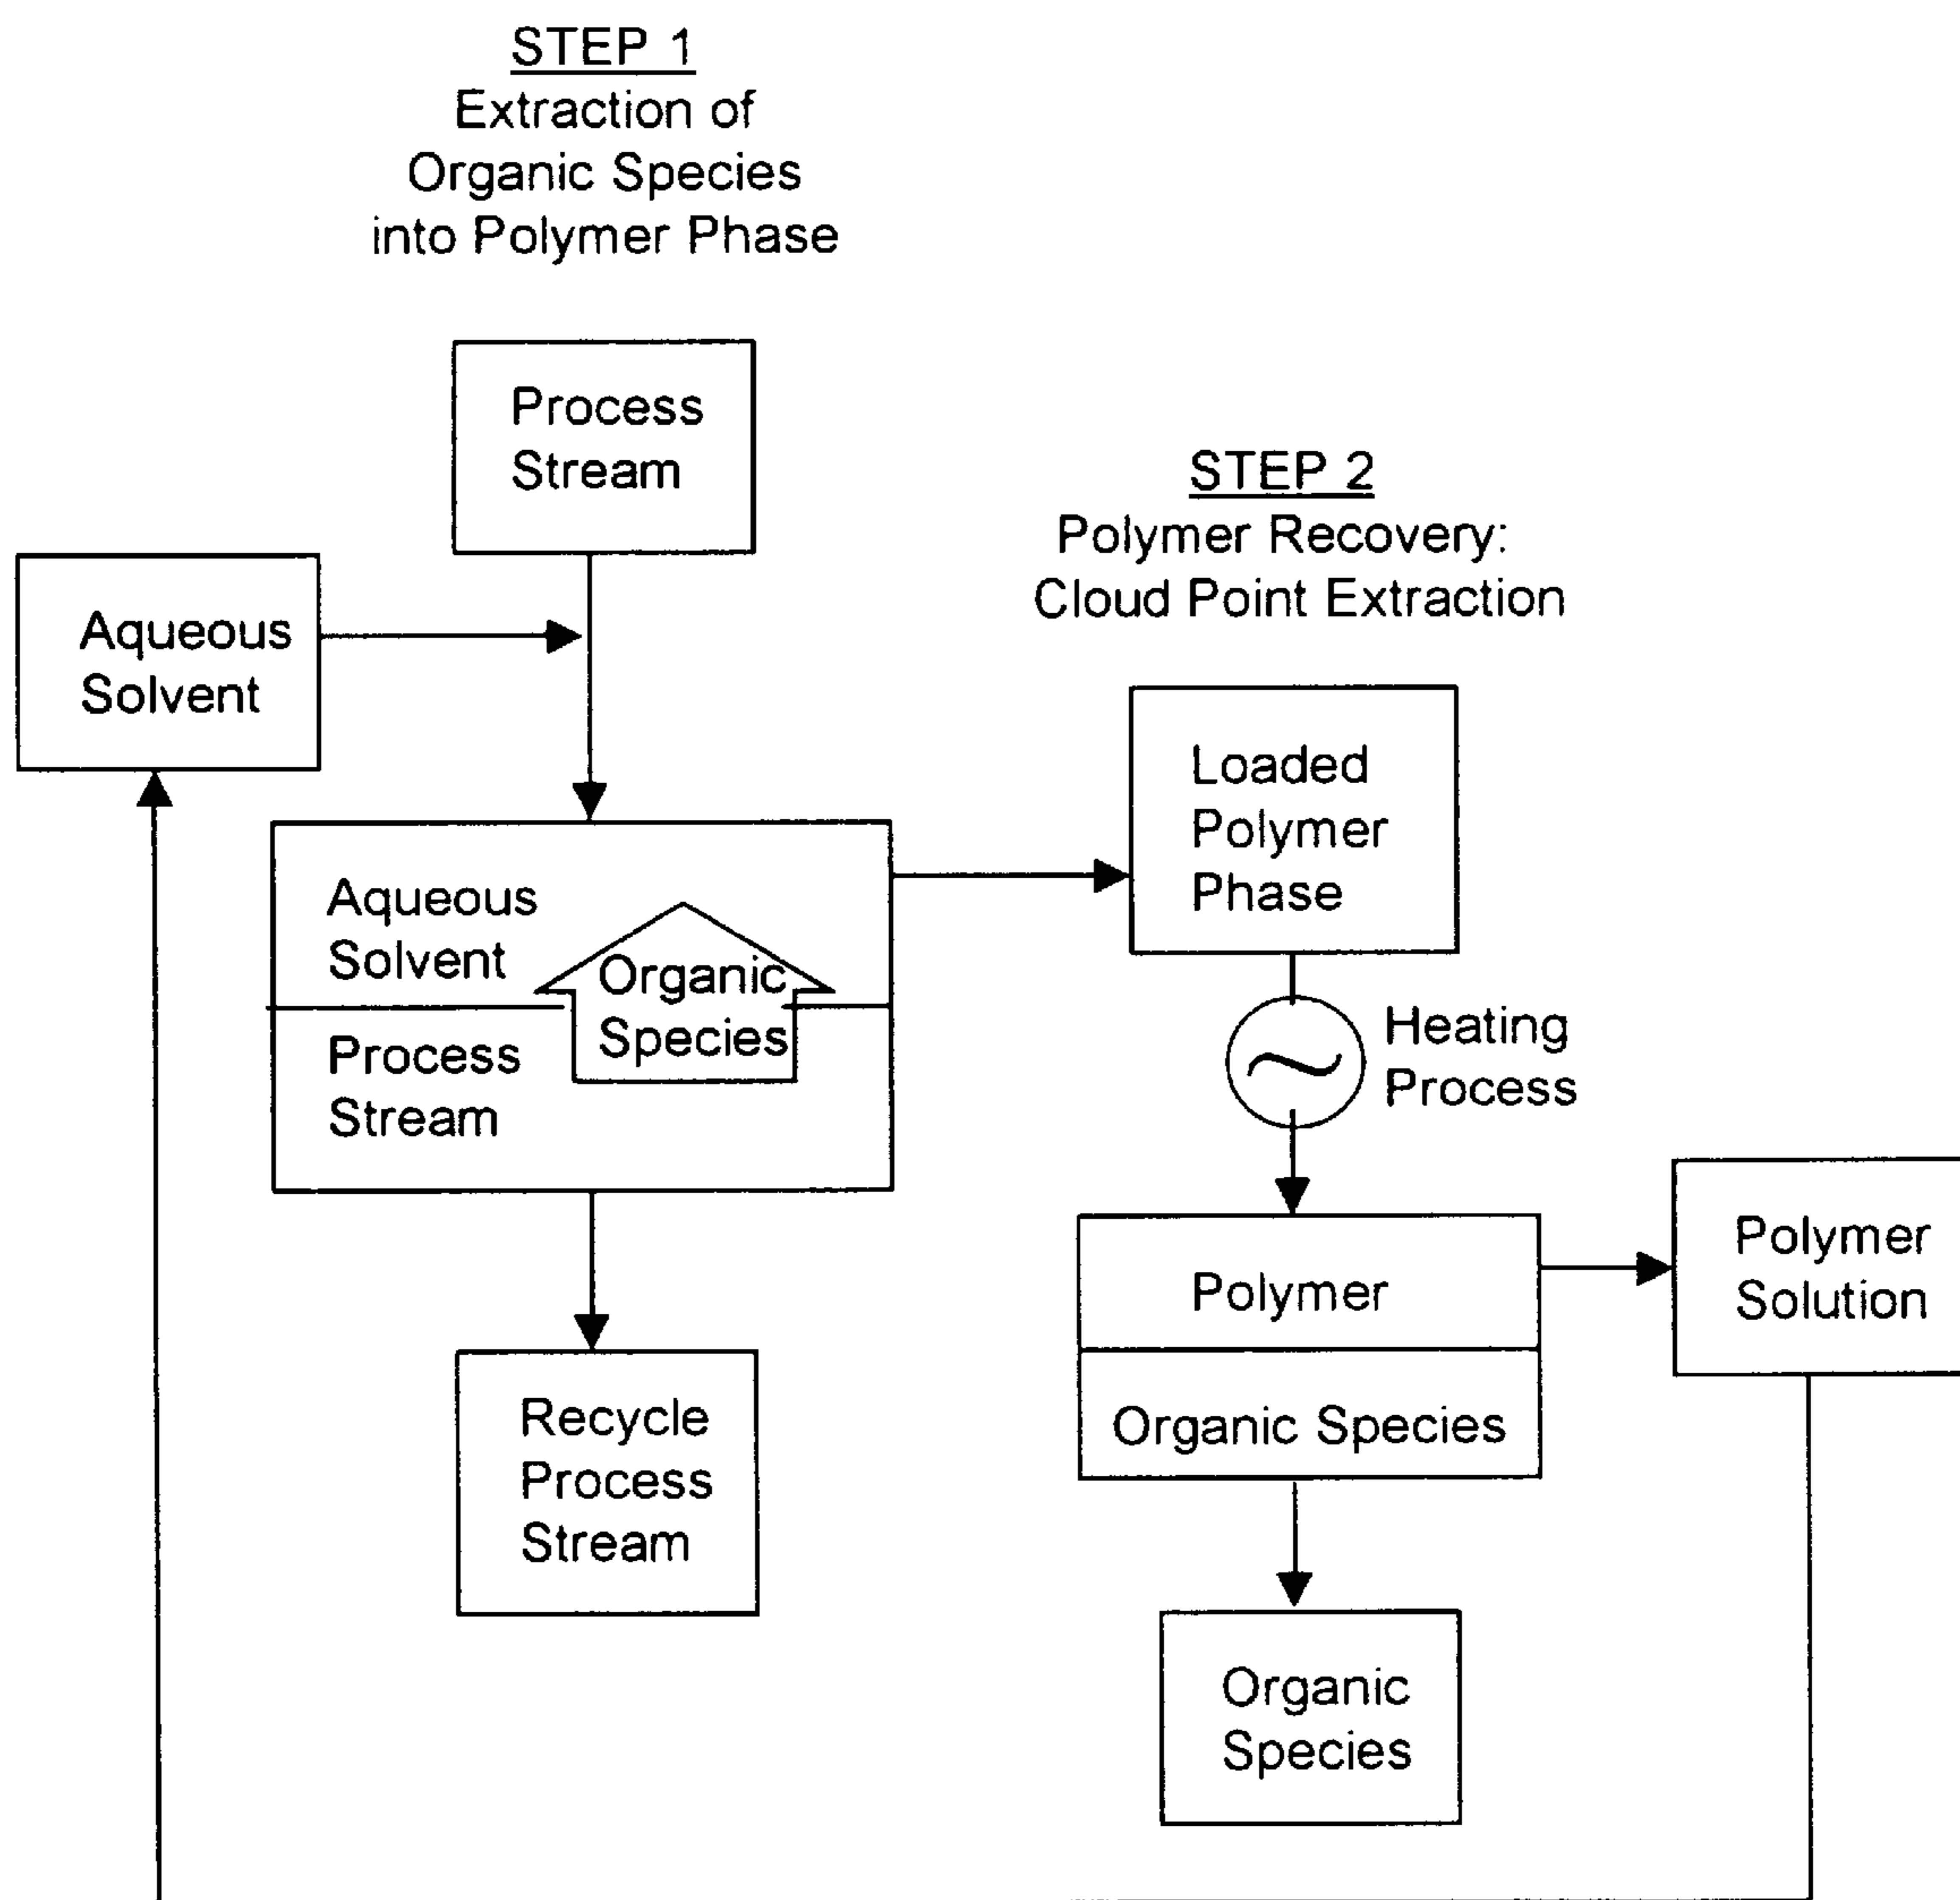 STEP 1
Extraction of
Organic Species
into Polymer Phase
Process
Stream
STEP 2
Polymer Recovery:
Cloud Point Extraction
Aqueous
Solvent
Loaded
Polymer
Phase
Aqueous
Solvent
Organic
Species
Process
Stream
Heating
Process
Polymer
Solution
Polymer
Organic Species
Recycle
Process
Stream
Organic
Species